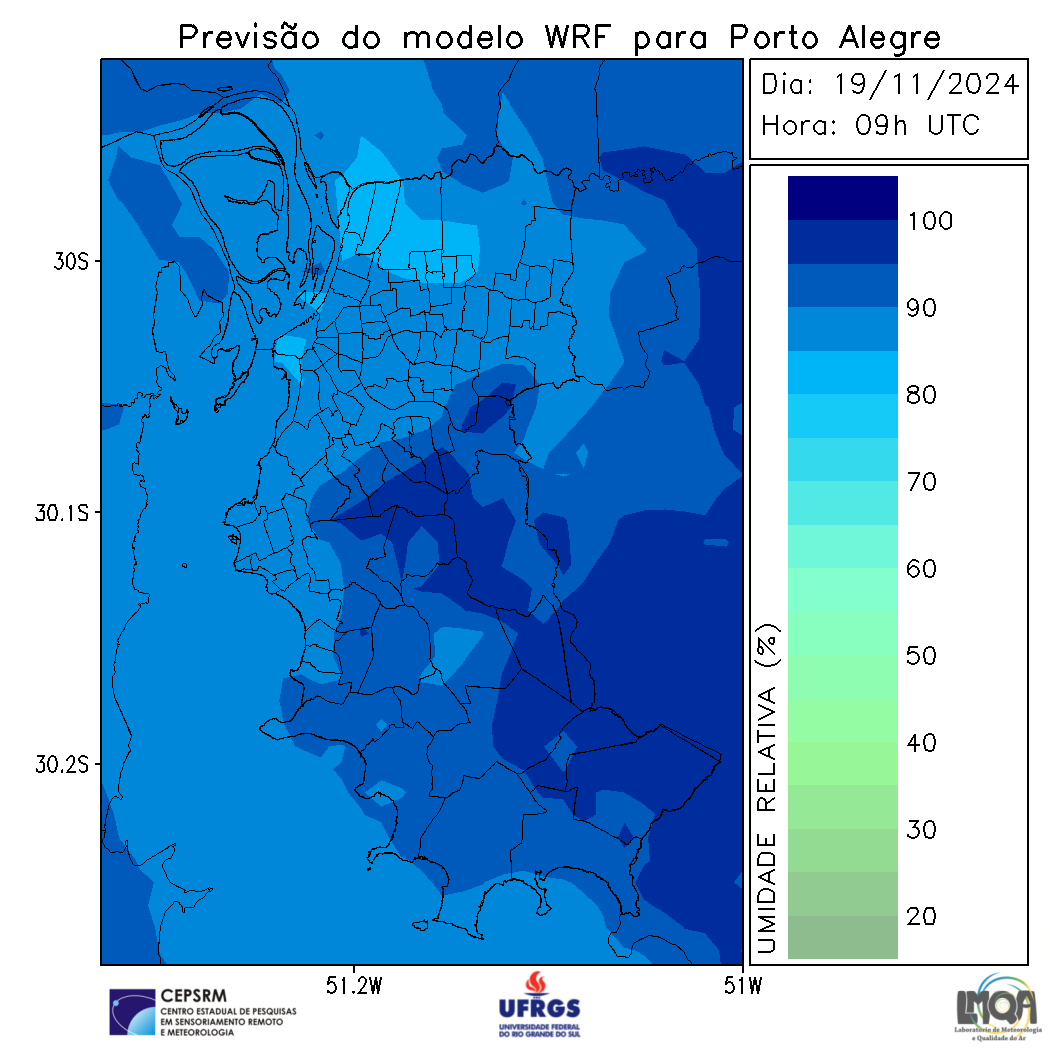 Previsão do modelo WRF para Porto Alegre
Dia: 19/11/2024
Hora: 09h UTC
30S
30.1S
30.2S
51.2W
51W
100
90
80
70
60
50
40
30
20
UMIDADE RELATIVA (%)
CEPSRM
CENTRO ESTADUAL DE PESQUISAS
EM SENSORIAMENTO REMOTO
E METEOROLOGIA
UFRGS
UNIVERSIDADE FEDERAL
DO RIO GRANDE DO SUL
LMQA
Laboratório de Meteorologia
e Qualidade do Ar